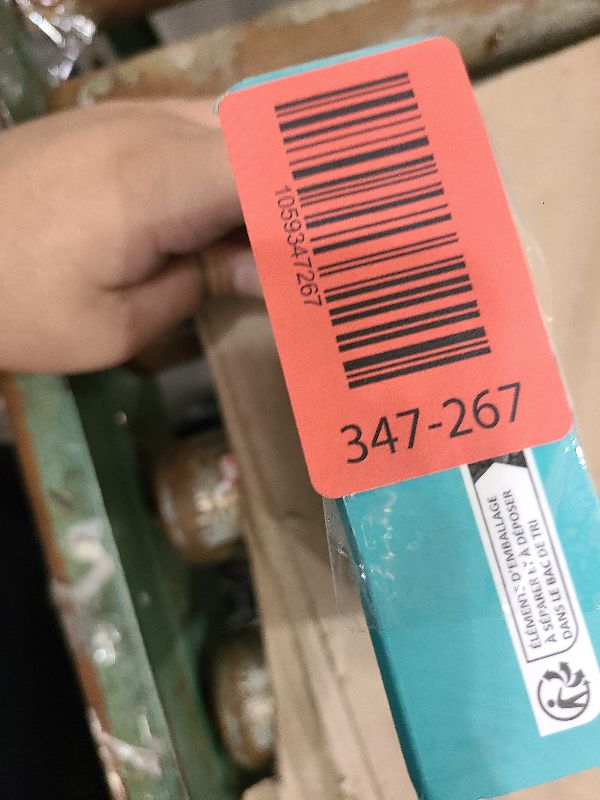 1059347267
347-267
ÉLÉMENTS D'EMBALLAGE
À SÉPARER ET À DÉPOSER
DANS LE BAC DE TRI